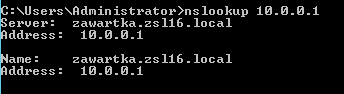 C:\Users\Administrator>nslookup 10.0.0.1
Server:  zawartka.zsl16.local
Address:  10.0.0.1
Name:    zawartka.zsl16.local
Address:  10.0.0.1